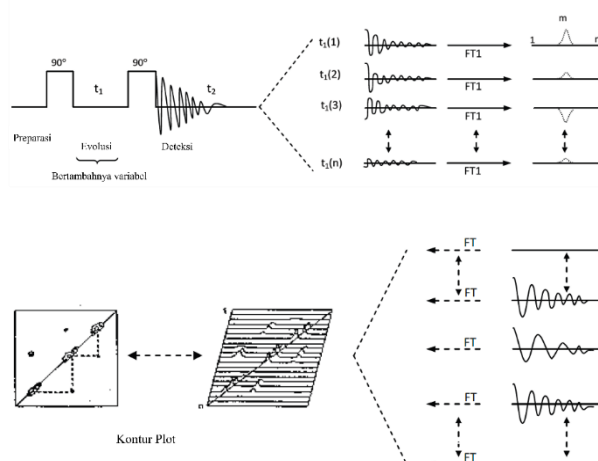 90° t₁ 90° t₂
Preparasi Evolusi Deteksi
Bertambahnya variabel
t₁(1) FT1 1 m
t₁(2) FT1
t₁(3) FT1
t₁(n) FT1
FT
FT
FT
FT
FT
1
n
Kontur Plot